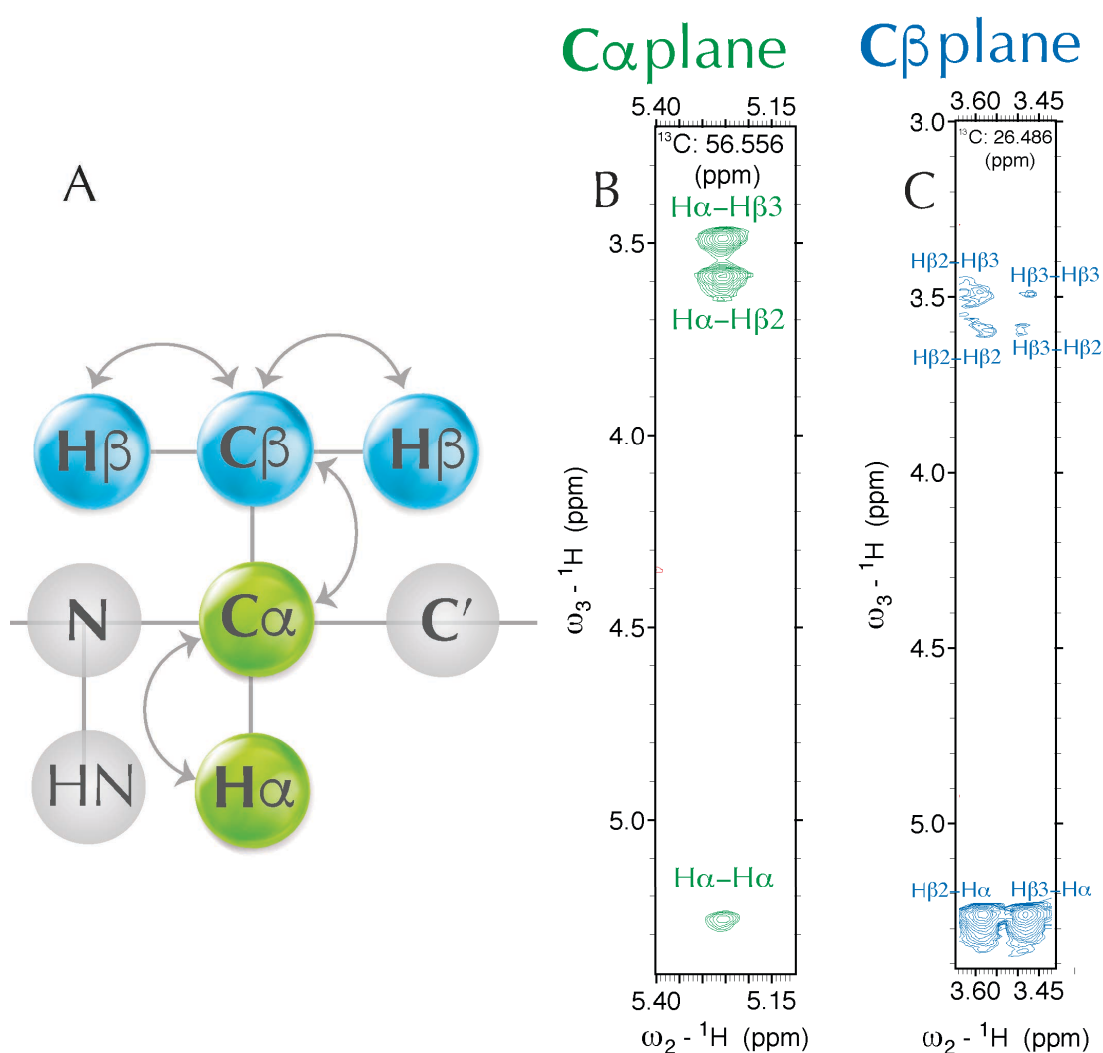 A
Hβ
Cβ
Hβ
N
Cα
C′
HN
Hα
Cα plane
5.40 5.15
¹³C: 56.556
(ppm)
B
Hα–Hβ3
3.5
Hα–Hβ2
4.0
ω₃ - ¹H (ppm)
4.5
5.0
Hα–Hα
5.40 5.15
ω₂ - ¹H (ppm)
Cβ plane
3.60 3.45
3.0
¹³C: 26.486
(ppm)
C
Hβ2–Hβ3
Hβ3–Hβ3
3.5
Hβ2–Hβ2
Hβ3–Hβ2
4.0
ω₃ - ¹H (ppm)
4.5
5.0
Hβ2–Hα
Hβ3–Hα
3.60 3.45
ω₂ - ¹H (ppm)